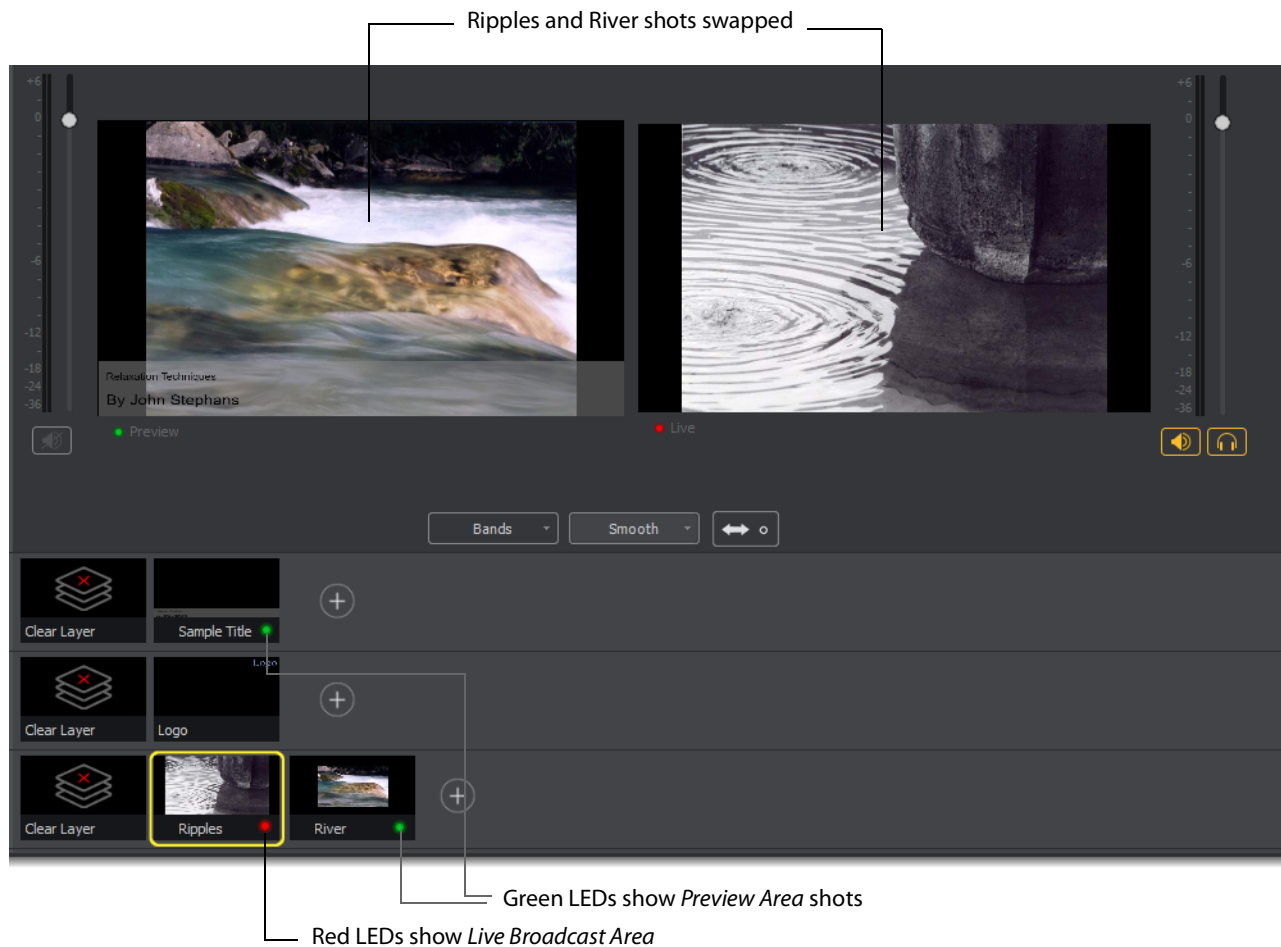 Ripples and River shots swapped
+6
-
0
-
-
-
-6
-
-12
-
-18
-24
-36
+6
-
0
-
-
-
-6
-
-12
-
-18
-24
-36
Relaxation Techniques
By John Stephans
Preview
Live
Bands
Smooth
Clear Layer
Sample Title
Logo
Clear Layer
Logo
Clear Layer
Ripples
River
Green LEDs show Preview Area shots
Red LEDs show Live Broadcast Area